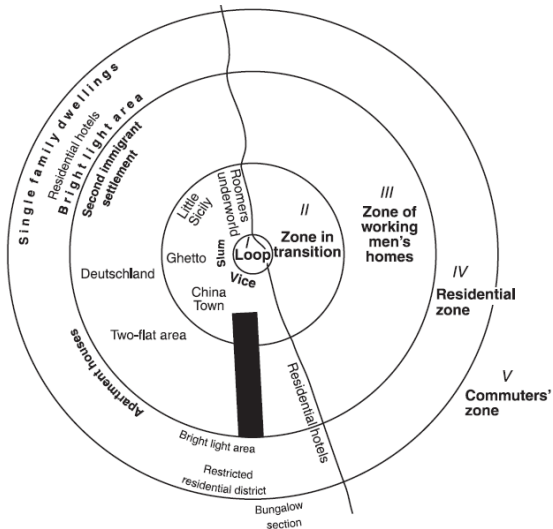 Single family dwellings
Residential hotels
Bright light area
Second immigrant
settlement
Little
Sicily
Roomers
underworld
Ghetto
Slum
Loop
Vice
China
Town
II
Zone in
transition
III
Zone of
working
men's
homes
IV
Residential
zone
V
Commuters'
zone
Deutschland
Two-flat area
Apartment houses
Residential hotels
Bright light area
Restricted
residential district
Bungalow
section